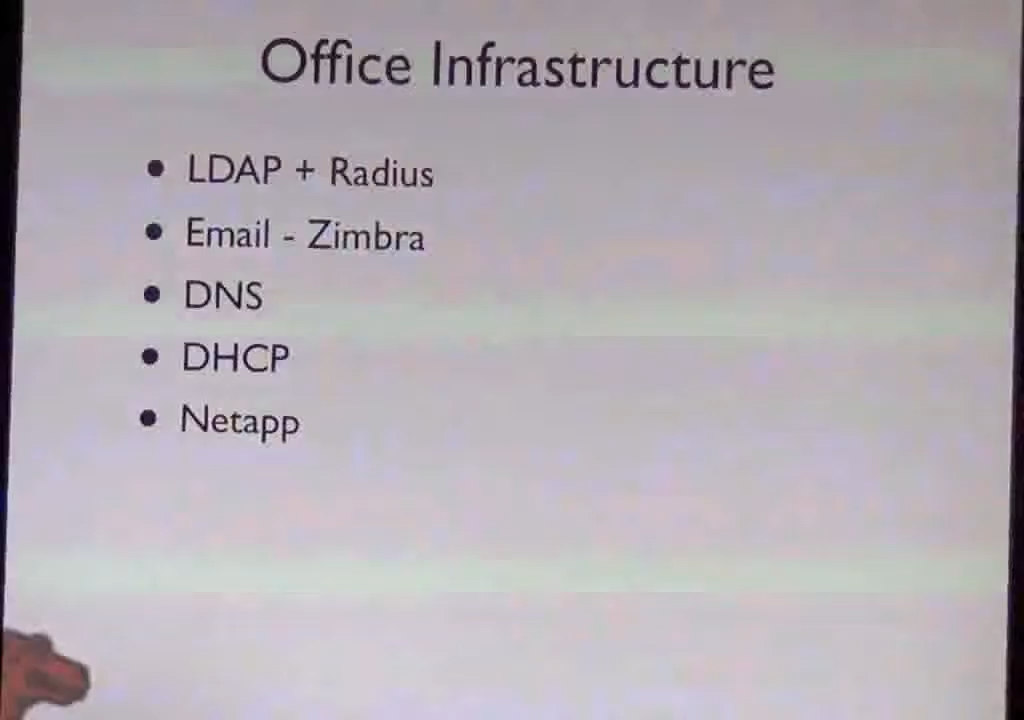 Office Infrastructure
• LDAP + Radius
• Email - Zimbra
• DNS
• DHCP
• Netapp